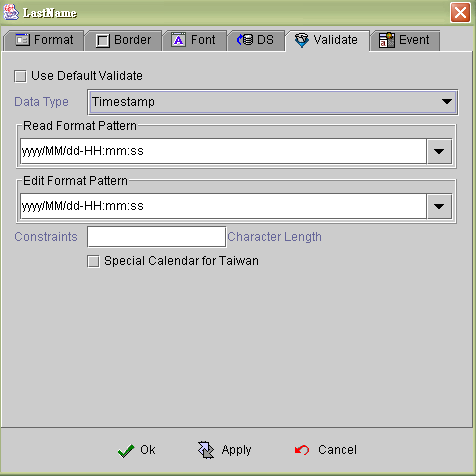 LastName
Format Border Font DS Validate Event
Use Default Validate
Data Type Timestamp
Read Format Pattern
yyyy/MM/dd-HH:mm:ss
Edit Format Pattern
yyyy/MM/dd-HH:mm:ss
Constraints Character Length
Special Calendar for Taiwan
Ok Apply Cancel